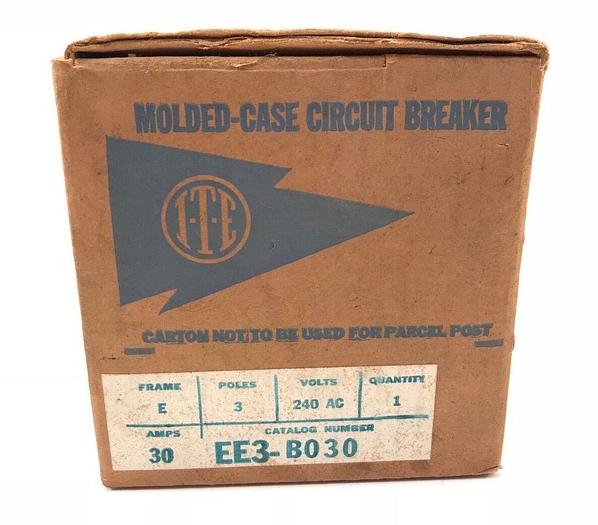 MOLDED-CASE CIRCUIT BREAKER
I-T-E
CARTON NOT TO BE USED FOR PARCEL POST
FRAME POLES VOLTS QUANTITY
E 3 240 AC 1
AMPS CATALOG NUMBER
30 EE3-B030